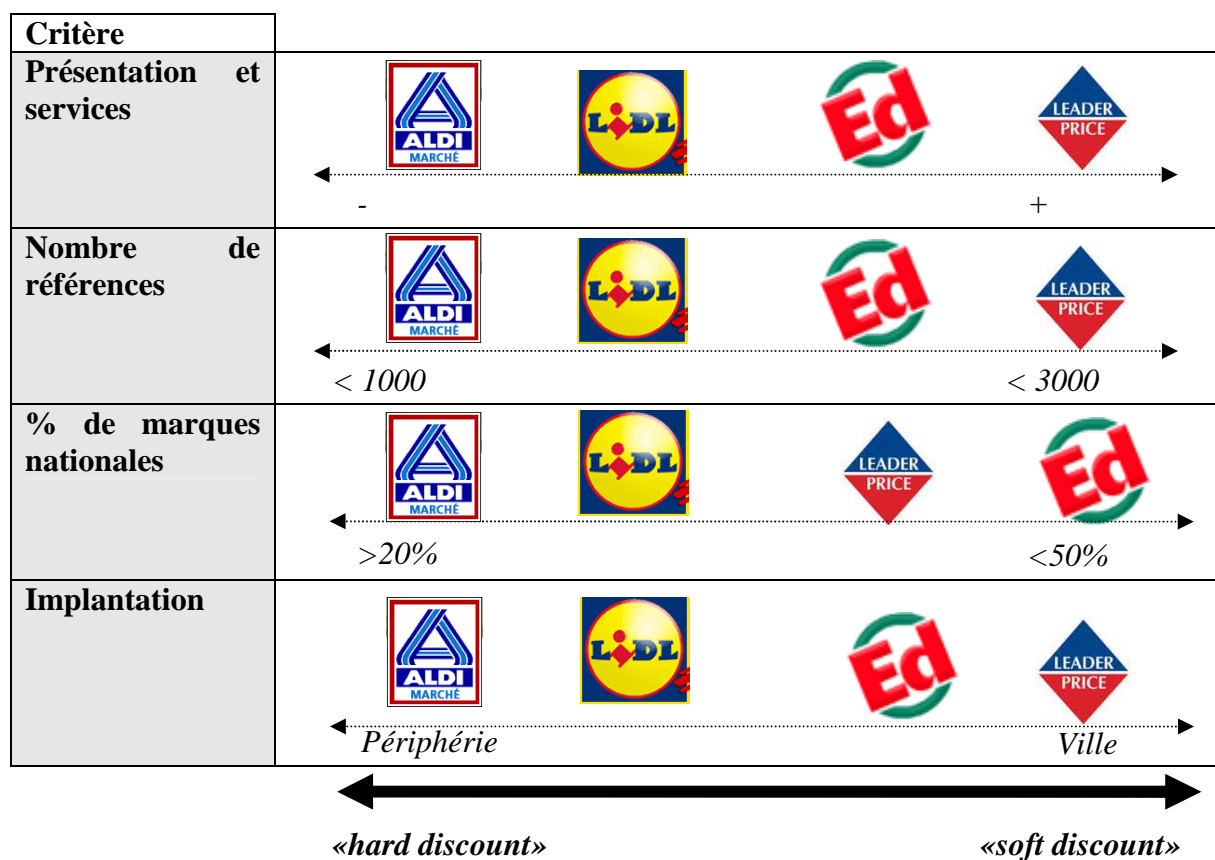 Critère
Présentation et
services
ALDI
MARCHÉ
LIDL
Ed
LEADER
PRICE
- +
Nombre de
références
ALDI
MARCHÉ
LIDL
Ed
LEADER
PRICE
< 1000 < 3000
% de marques
nationales
ALDI
MARCHÉ
LIDL
LEADER
PRICE
Ed
>20% <50%
Implantation
ALDI
MARCHÉ
LIDL
Ed
LEADER
PRICE
Périphérie Ville
«hard discount» «soft discount»